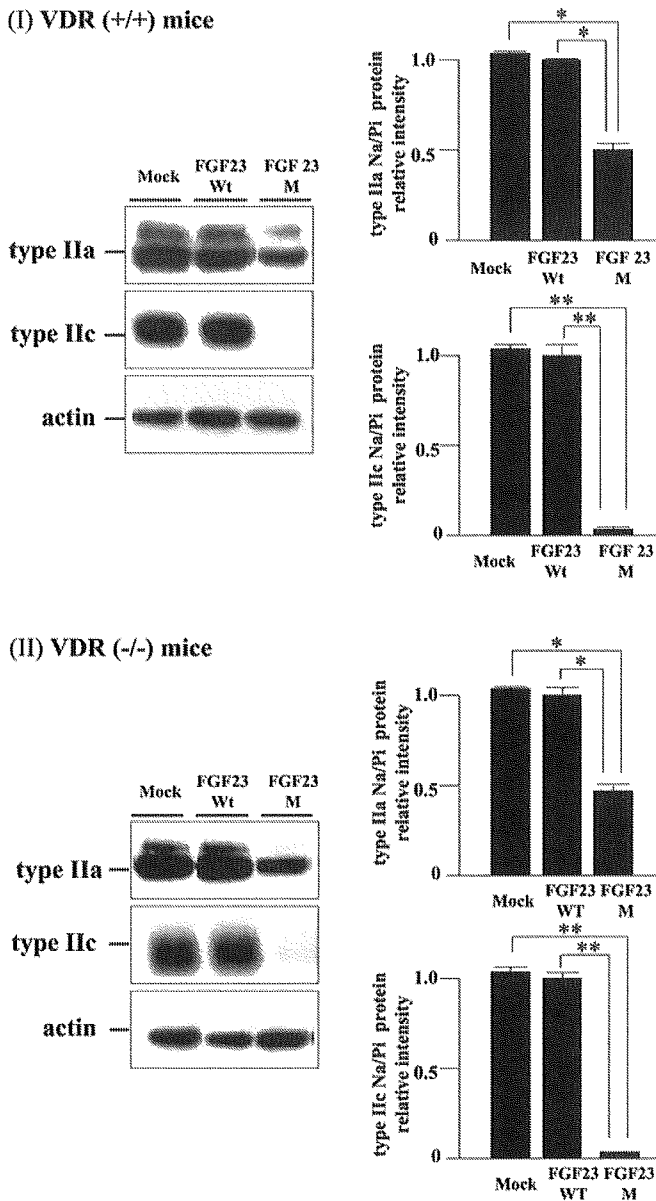 (I) VDR (+/+) mice
Mock
FGF23
Wt
FGF 23
M
type IIa
type IIc
actin
type IIa Na/Pi protein
relative intensity
1.0
0.5
0
*
*
Mock
FGF23
Wt
FGF 23
M
type IIc Na/Pi protein
relative intensity
1.0
0.5
0
**
**
Mock
FGF23
Wt
FGF 23
M
(II) VDR (-/-) mice
Mock
FGF23
Wt
FGF23
M
type IIa
type IIc
actin
type IIa Na/Pi protein
relative intensity
1.0
0.5
0
*
*
Mock
FGF23
WT
FGF23
M
type IIc Na/Pi protein
relative intensity
1.0
0.5
0
**
**
Mock
FGF23
WT
FGF23
M